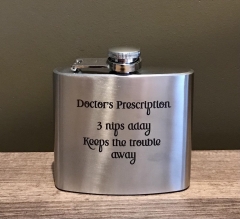 Doctors Prescription
3 nips aday
Keeps the trouble
away